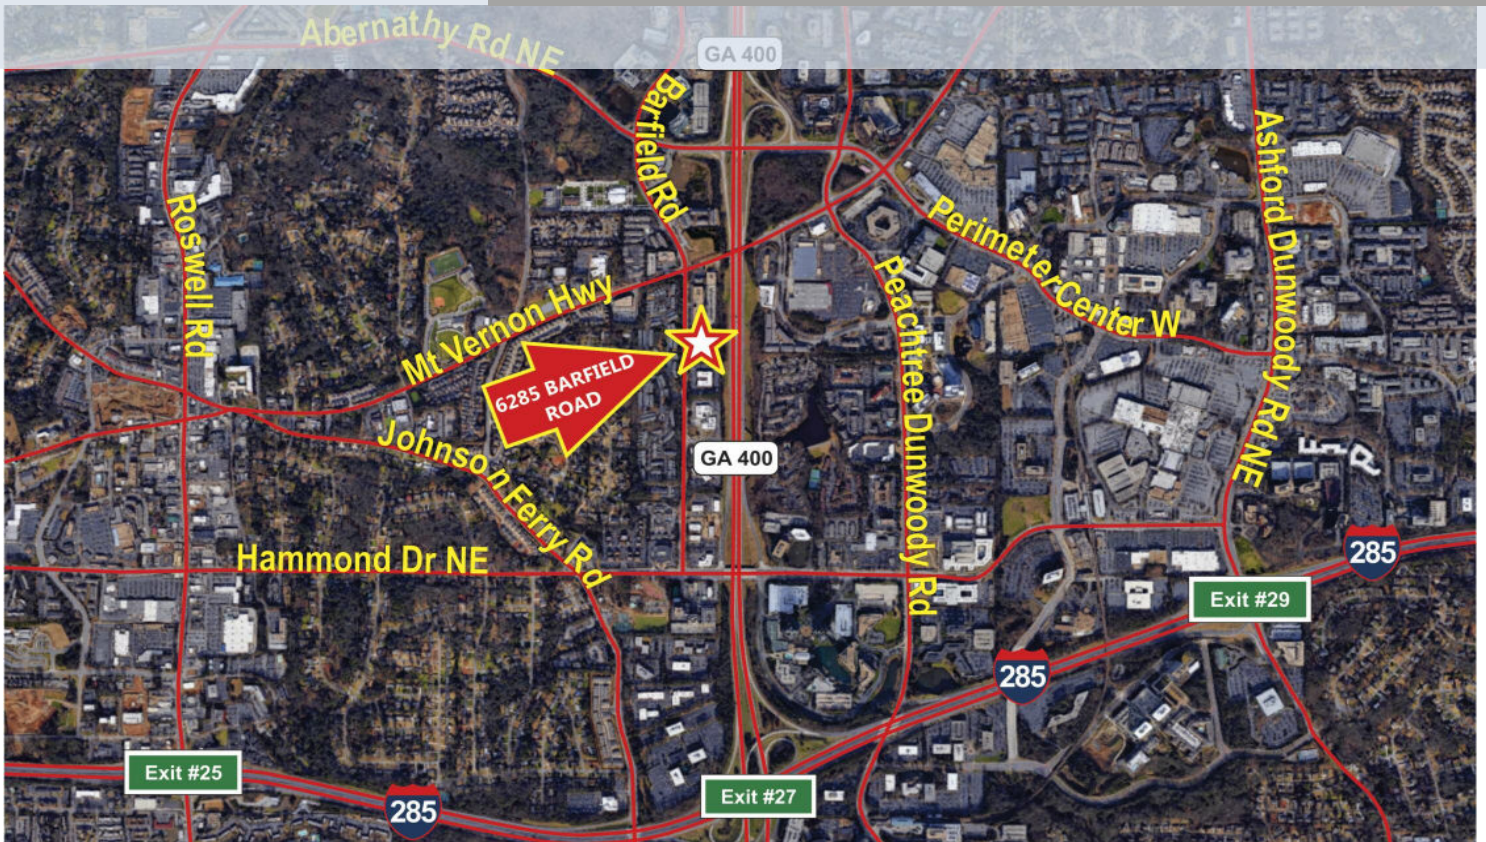 Abernathy Rd NE
GA 400
Barfield Rd
Ashford Dunwoody Rd NE
Roswell Rd
Perimeter Center W
Mt Vernon Hwy
Peachtree Dunwoody Rd
6285 BARFIELD
ROAD
Johnson Ferry Rd
GA 400
Hammond Dr NE
285
Exit #29
285
Exit #25
285
Exit #27